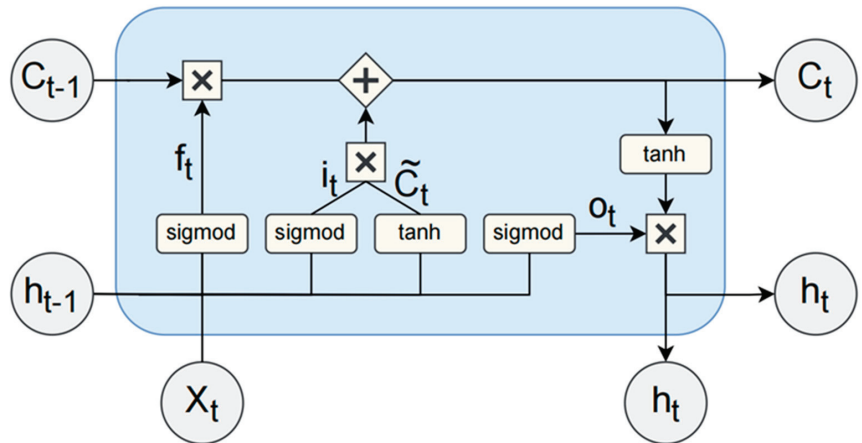 C_{t-1} × + C_t
f_t i_t × C̃_t tanh
sigmod sigmod tanh sigmod o_t ×
h_{t-1} h_t
X_t h_t